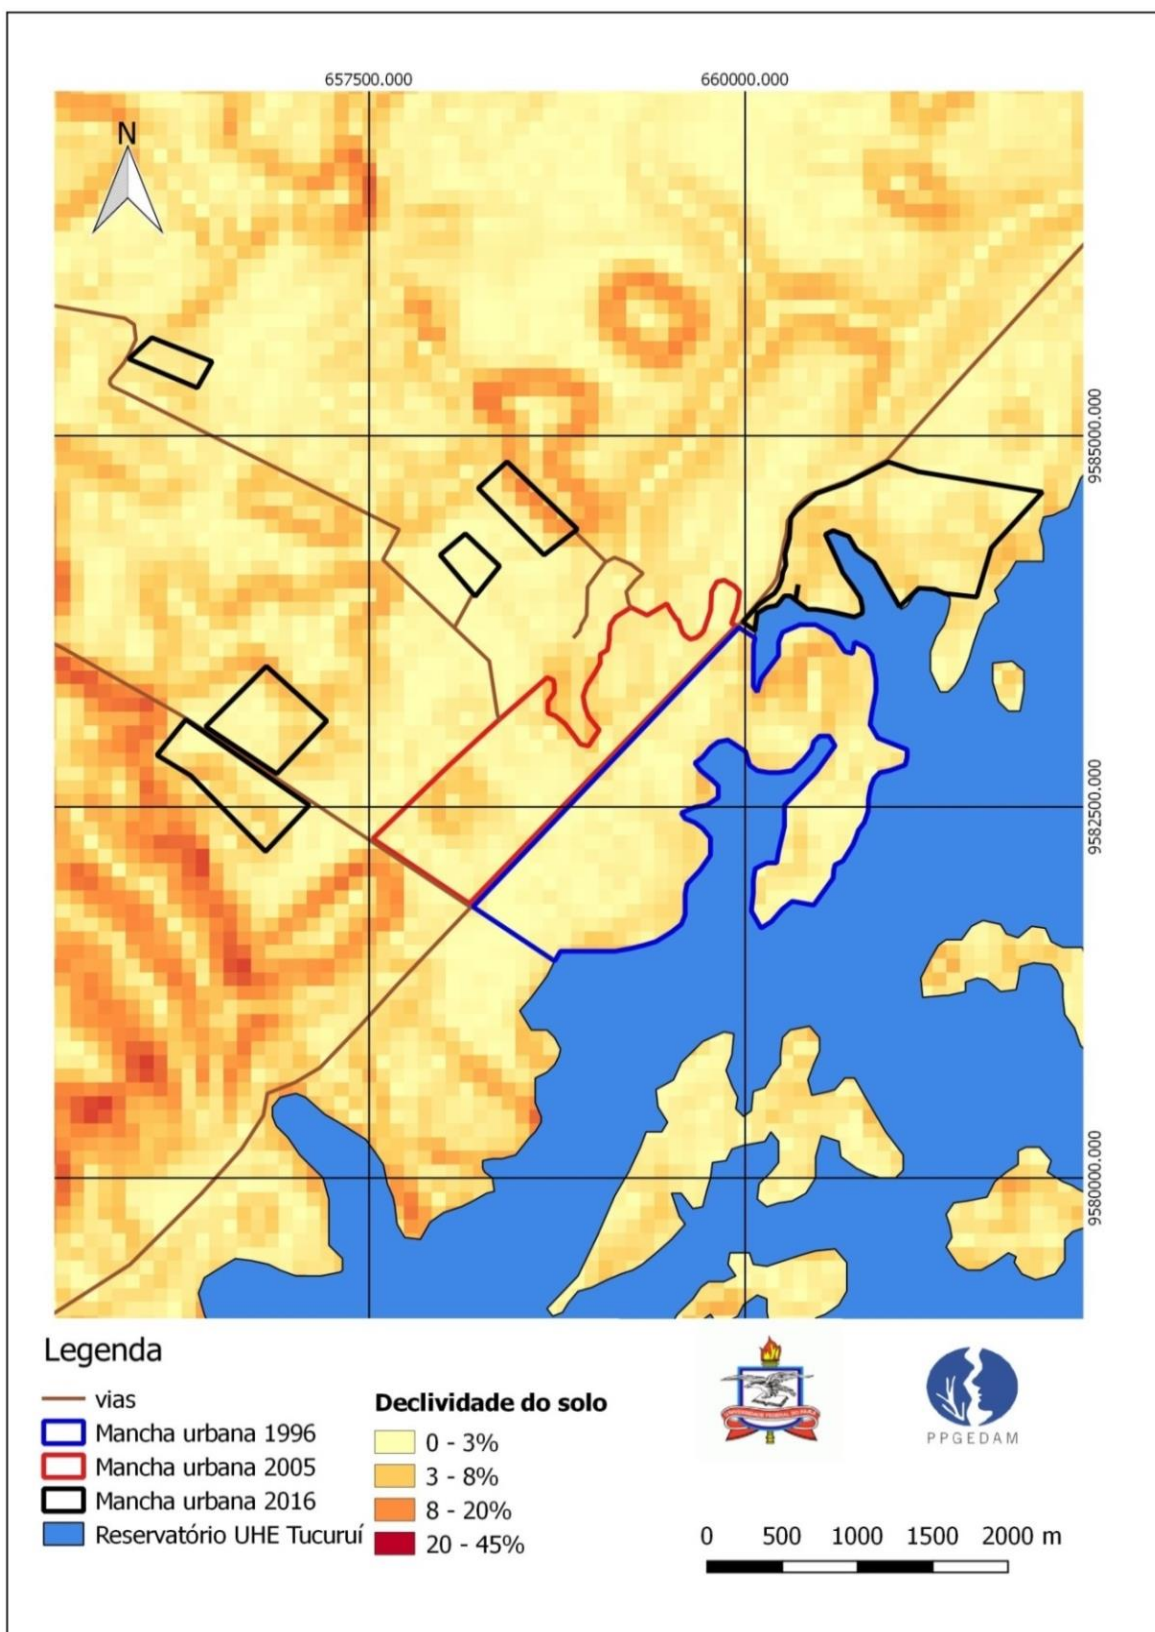 657500.000
660000.000
N
9585000.000
9582500.000
9580000.000
Legenda
vias
Mancha urbana 1996
Mancha urbana 2005
Mancha urbana 2016
Reservatório UHE Tucuruí
Declividade do solo
0 - 3%
3 - 8%
8 - 20%
20 - 45%
PPGEDAM
0 500 1000 1500 2000 m